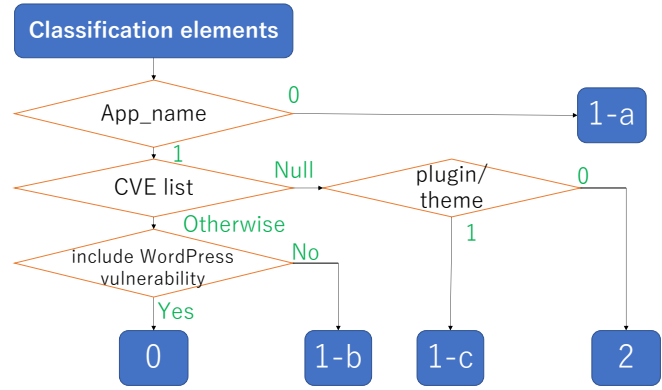 Classification elements
App_name
0
1-a
1
CVE list
Null
plugin/
theme
0
Otherwise
1
include WordPress
vulnerability
No
Yes
0
1-b
1-c
2